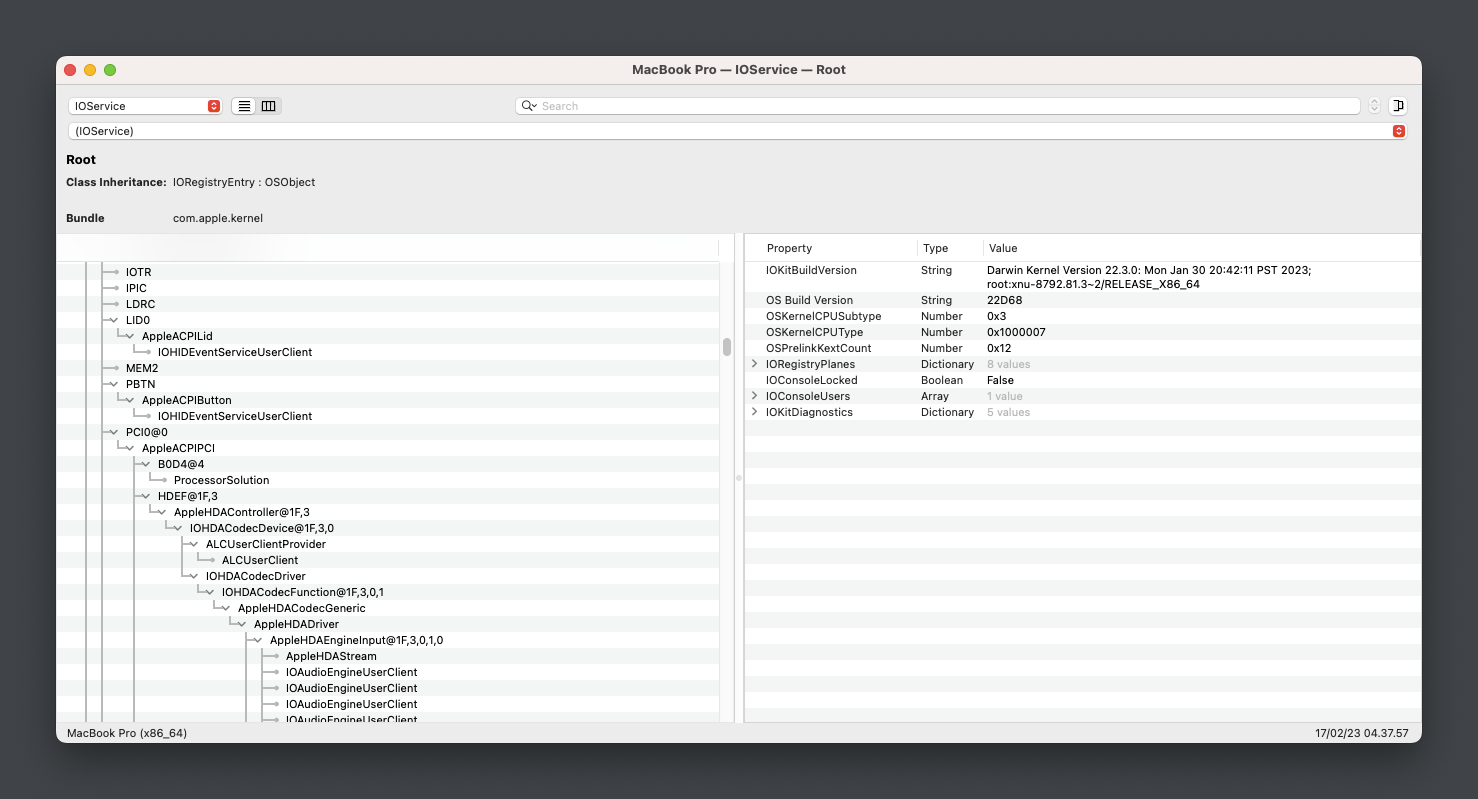 MacBook Pro — IOService — Root
IOService
Search
(IOService)
Root
Class Inheritance: IORegistryEntry : OSObject
Bundle com.apple.kernel
IOTR
IPIC
LDRC
LID0
AppleACPILid
IOHIDEventServiceUserClient
MEM2
PBTN
AppleACPIButton
IOHIDEventServiceUserClient
PCI0@0
AppleACPIPCI
B0D4@4
ProcessorSolution
HDEF@1F,3
AppleHDAController@1F,3
IOHDACodecDevice@1F,3,0
ALCUserClientProvider
ALCUserClient
IOHDACodecDriver
IOHDACodecFunction@1F,3,0,1
AppleHDACodecGeneric
AppleHDADriver
AppleHDAEngineInput@1F,3,0,1,0
AppleHDAStream
IOAudioEngineUserClient
IOAudioEngineUserClient
IOAudioEngineUserClient
IOAudioEngineUserClient
Property Type Value
IOKitBuildVersion String Darwin Kernel Version 22.3.0: Mon Jan 30 20:42:11 PST 2023;
root:xnu-8792.81.3~2/RELEASE_X86_64
OS Build Version String 22D68
OSKernelCPUSubtype Number 0x3
OSKernelCPUType Number 0x1000007
OSPrelinkKextCount Number 0x12
IORegistryPlanes Dictionary 8 values
IOConsoleLocked Boolean False
IOConsoleUsers Array 1 value
IOKitDiagnostics Dictionary 5 values
MacBook Pro (x86_64)
17/02/23 04.37.57